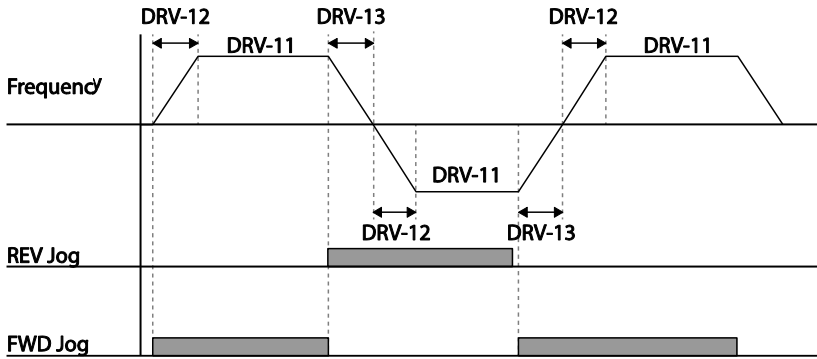 DRV-12 DRV-13 DRV-12
DRV-11 DRV-11
Frequency
DRV-11
DRV-12 DRV-13
REV Jog
FWD Jog